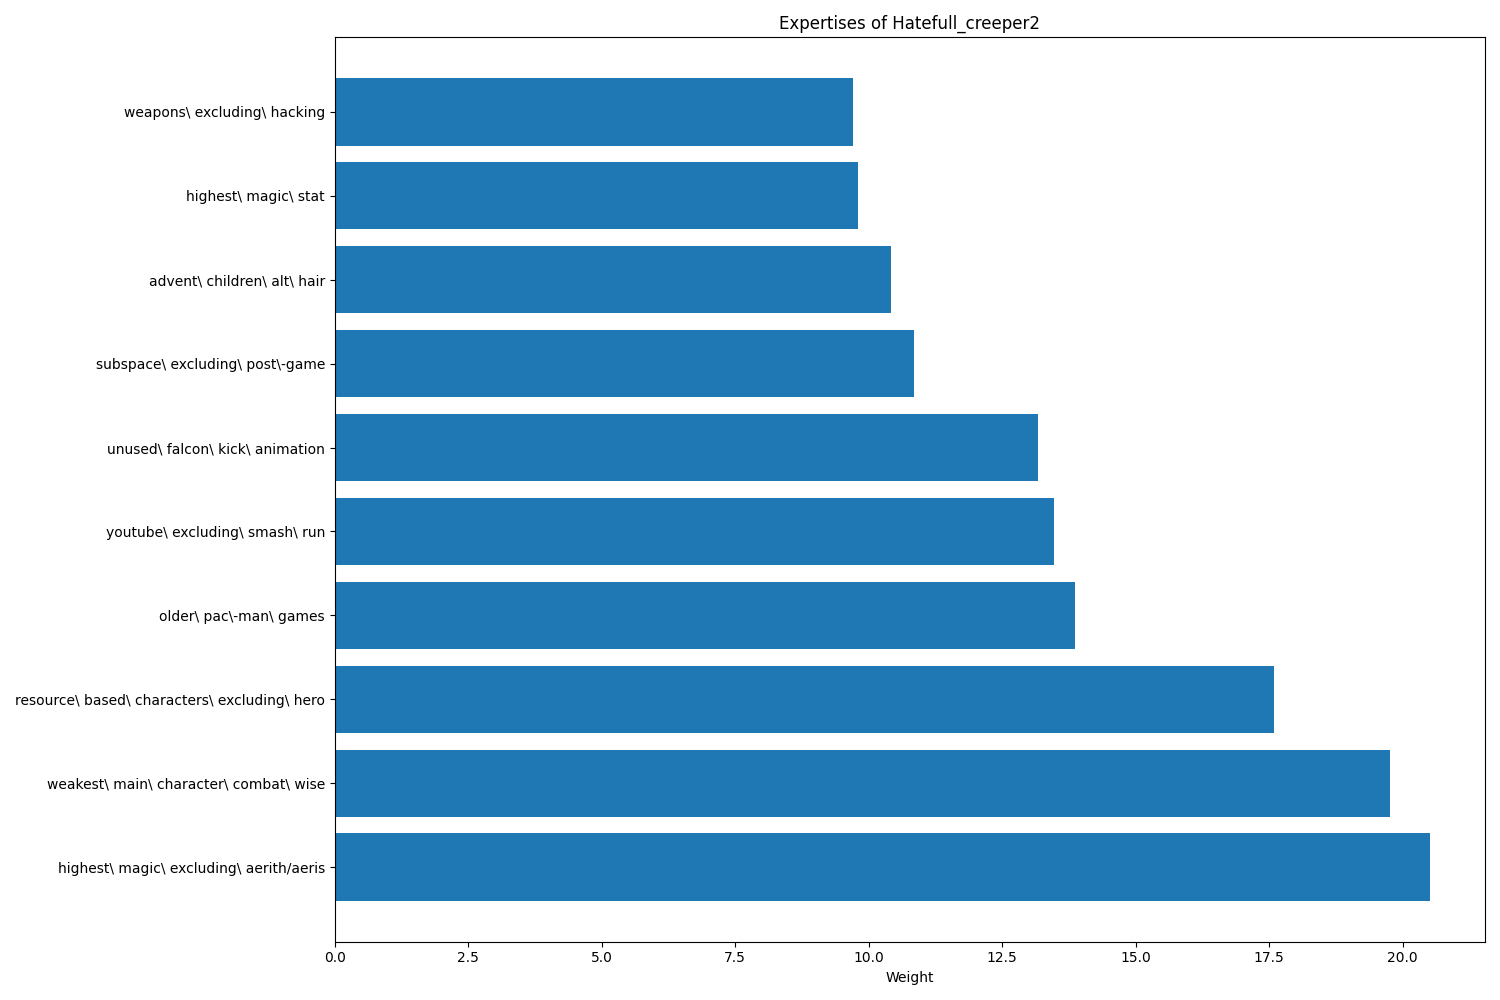 Expertises of Hatefull_creeper2
weapons\ excluding\ hacking
highest\ magic\ stat
advent\ children\ alt\ hair
subspace\ excluding\ post\-game
unused\ falcon\ kick\ animation
youtube\ excluding\ smash\ run
older\ pac\-man\ games
resource\ based\ characters\ excluding\ hero
weakest\ main\ character\ combat\ wise
highest\ magic\ excluding\ aerith/aeris
0.0 2.5 5.0 7.5 10.0 12.5 15.0 17.5 20.0
Weight